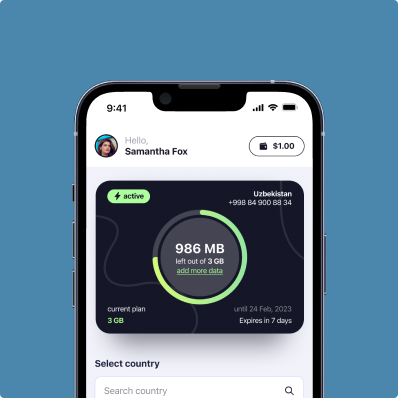 9:41
Hello,
Samantha Fox
$1.00
active
Uzbekistan
+998 84 900 88 34
986 MB
left out of 3 GB
add more data
current plan
3 GB
until 24 Feb, 2023
Expires in 7 days
Select country
Search country